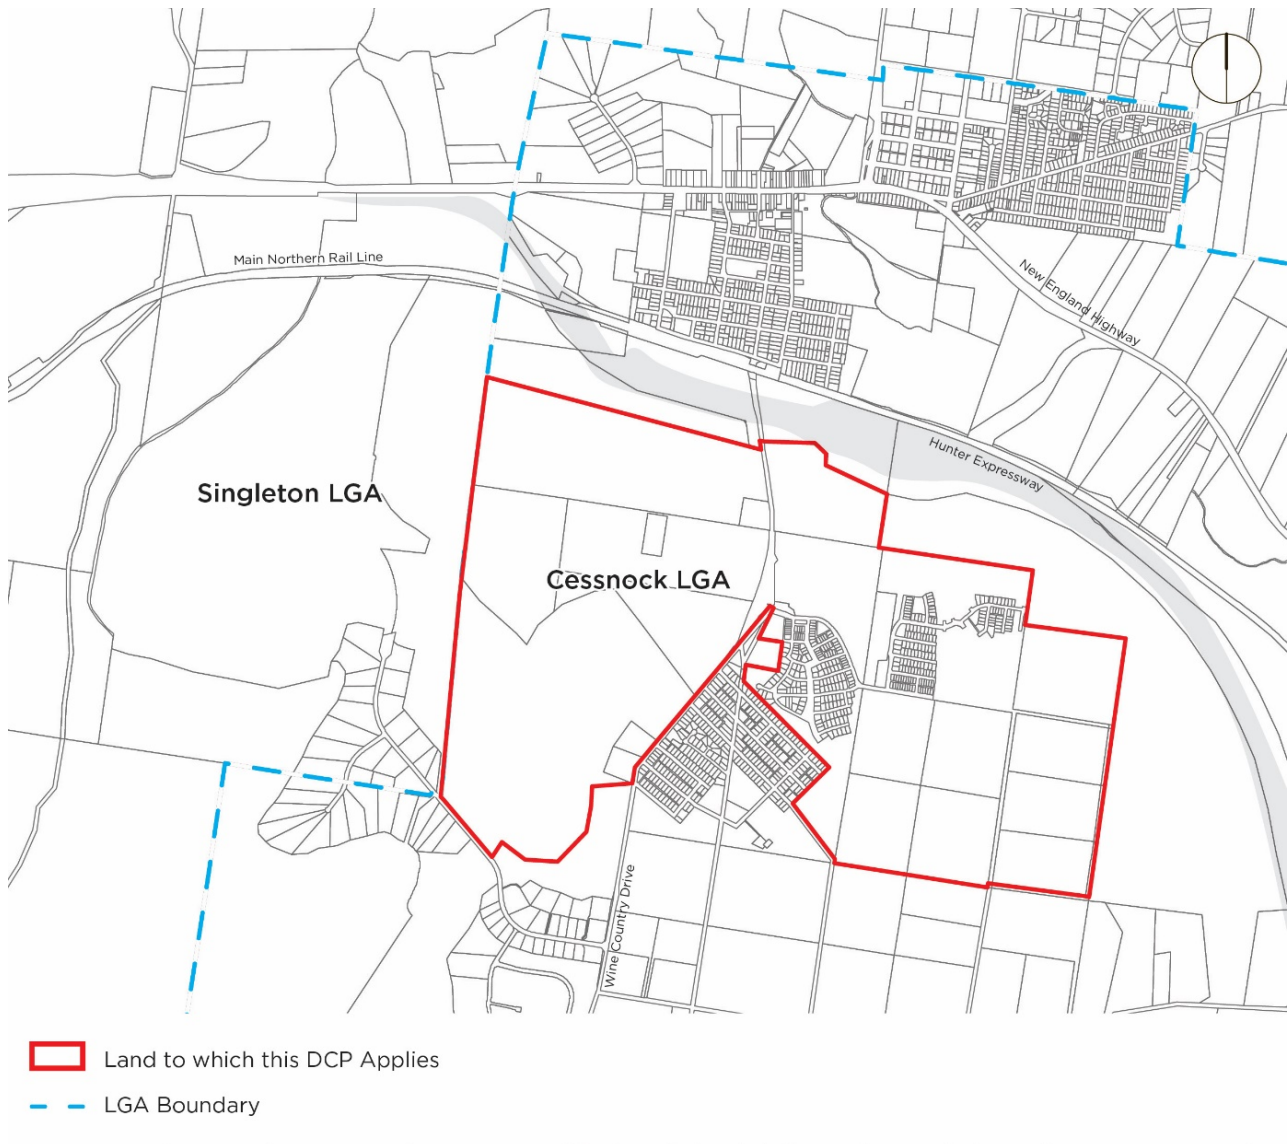 Main Northern Rail Line
New England Highway
Hunter Expressway
Singleton LGA
Cessnock LGA
Wine Country Drive
Land to which this DCP Applies
LGA Boundary